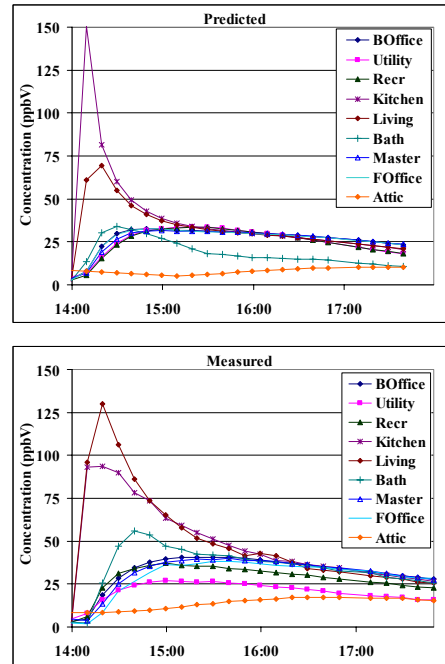 Predicted
Concentration (ppbV)
150
125
100
75
50
25
0
14:00
15:00
16:00
17:00
BOffice
Utility
Recr
Kitchen
Living
Bath
Master
FOffice
Attic
Measured
Concentration (ppbV)
150
125
100
75
50
25
0
14:00
15:00
16:00
17:00
BOffice
Utility
Recr
Kitchen
Living
Bath
Master
FOffice
Attic